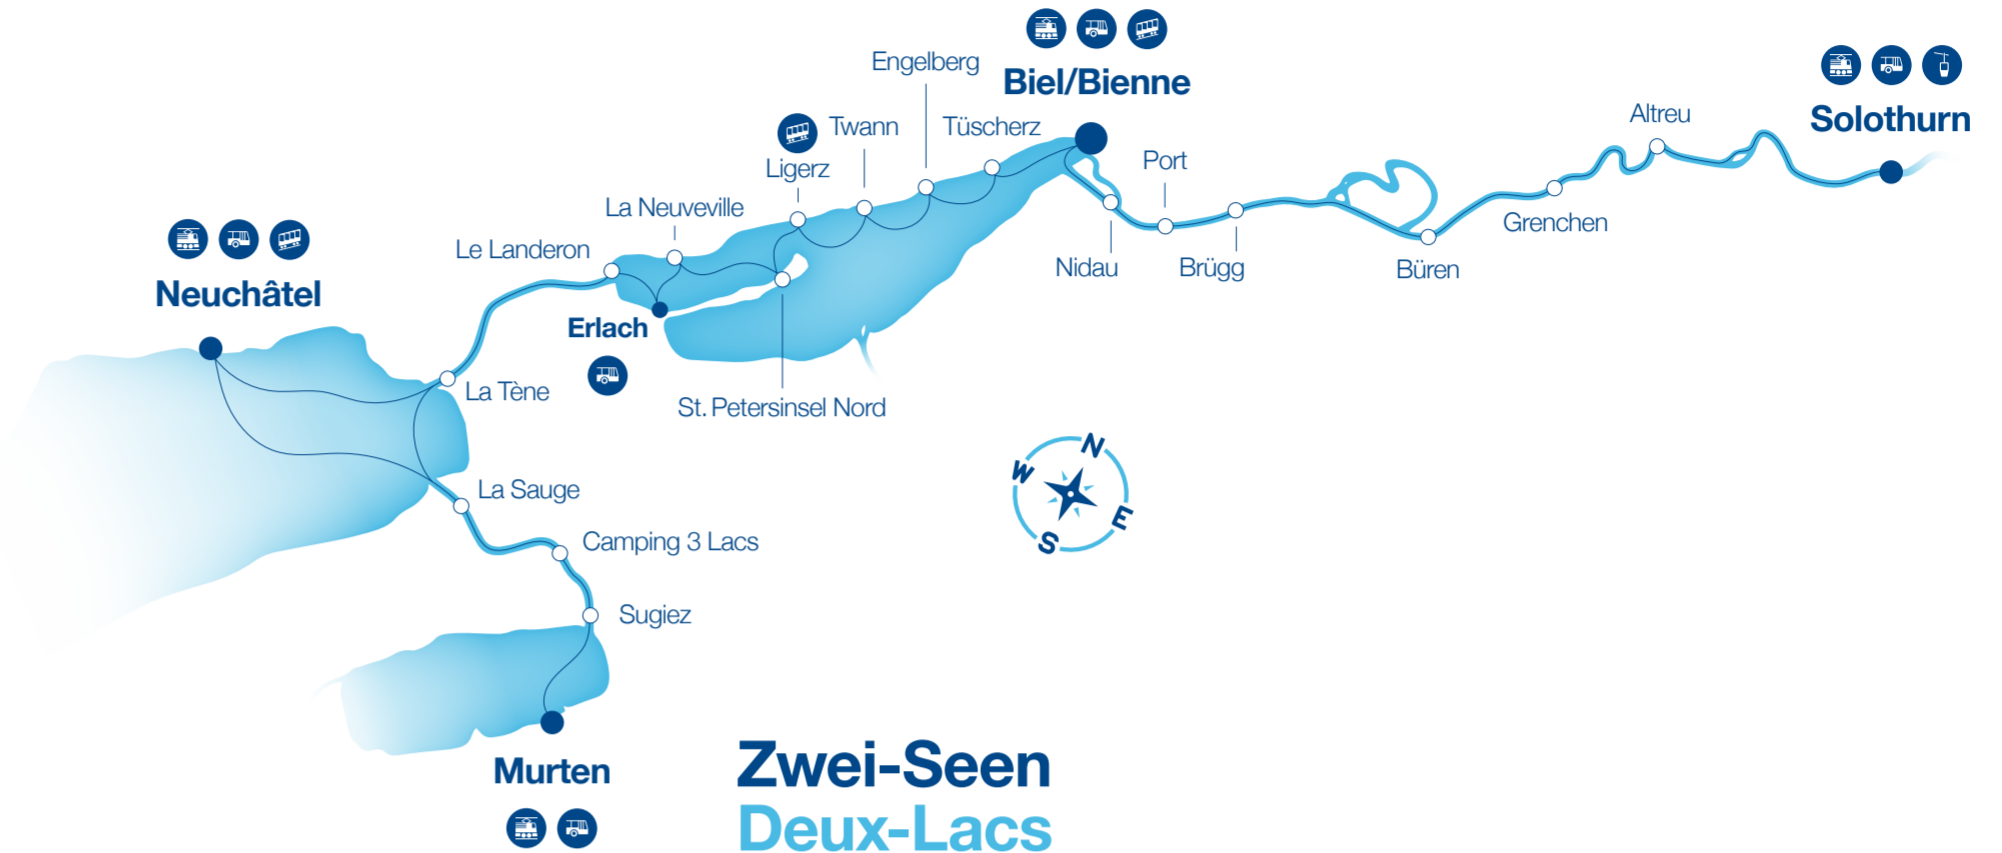 Engelberg
Biel/Bienne
Solothurn
Altreu
Twann
Tüscherz
Port
Ligerz
La Neuveville
Grenchen
Le Landeron
Nidau
Brügg
Büren
Neuchâtel
Erlach
La Tène
St. Petersinsel Nord
N
W
E
S
La Sauge
Camping 3 Lacs
Sugiez
Murten
Zwei-Seen
Deux-Lacs